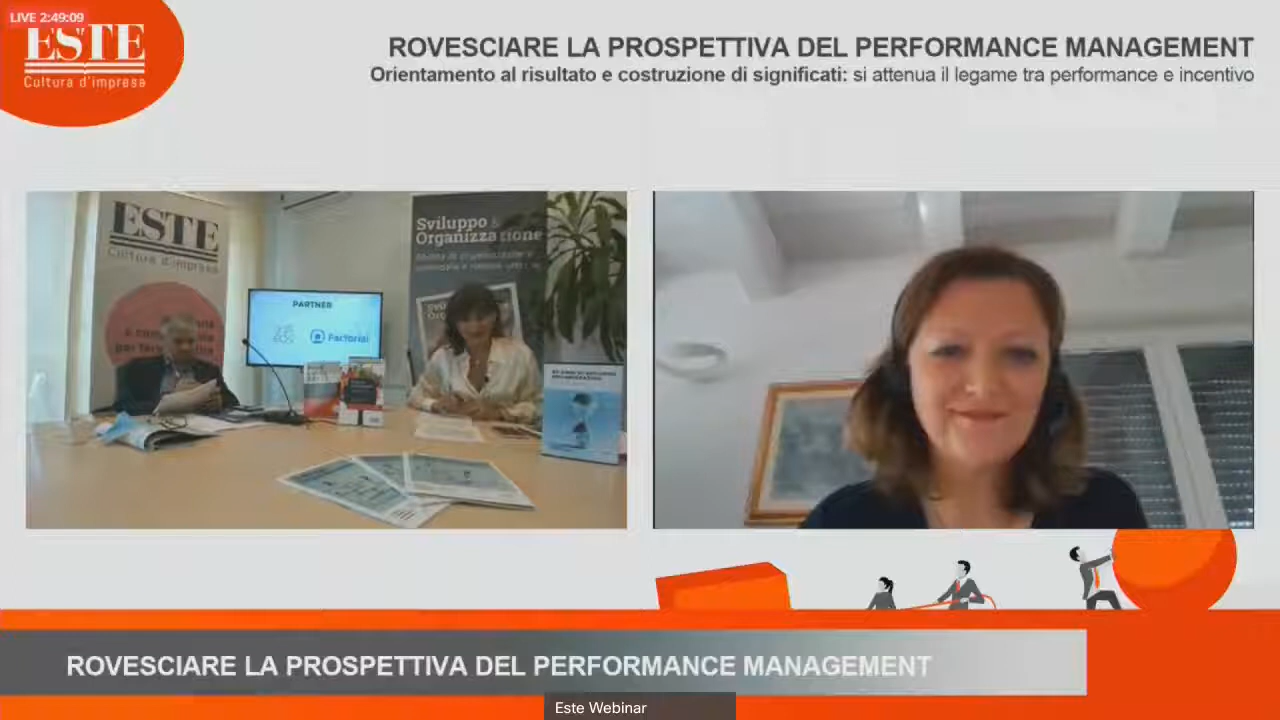 LIVE 2:49:09
ESTE
Cultura d'impresa
ROVESCIARE LA PROSPETTIVA DEL PERFORMANCE MANAGEMENT
Orientamento al risultato e costruzione di significati: si attenua il legame tra performance e incentivo
ESTE
Cultura d'impresa
Sviluppo &
Organizzazione
PARTNER
Factorial
ROVESCIARE LA PROSPETTIVA DEL PERFORMANCE MANAGEMENT
Este Webinar